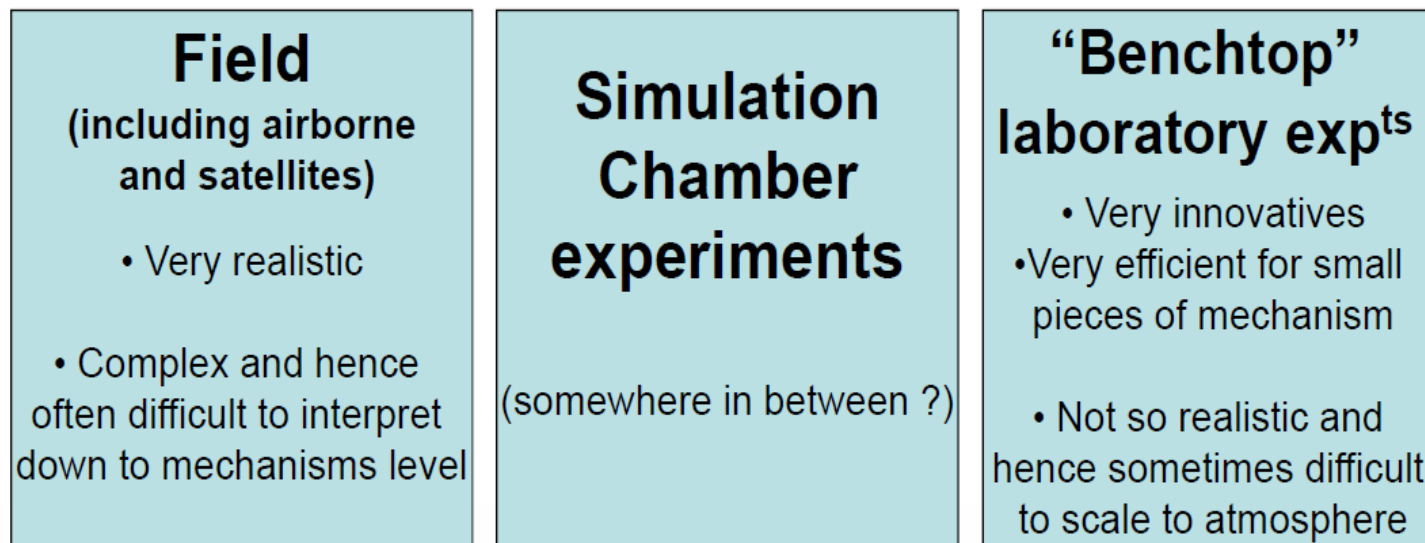 Field
(including airborne
and satellites)
• Very realistic
• Complex and hence
often difficult to interpret
down to mechanisms level
Simulation
Chamber
experiments
(somewhere in between ?)
“Benchtop”
laboratory expts
• Very innovatives
•Very efficient for small
pieces of mechanism
• Not so realistic and
hence sometimes difficult
to scale to atmosphere